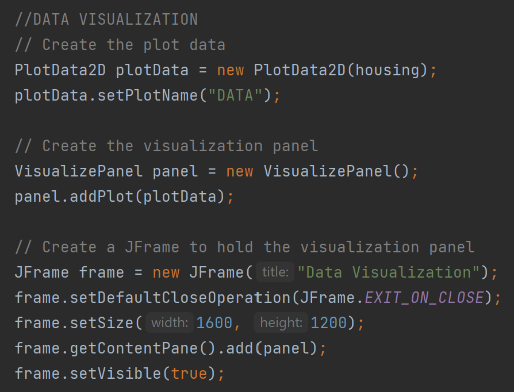 //DATA VISUALIZATION
// Create the plot data
PlotData2D plotData = new PlotData2D(housing);
plotData.setPlotName("DATA");
// Create the visualization panel
VisualizePanel panel = new VisualizePanel();
panel.addPlot(plotData);
// Create a JFrame to hold the visualization panel
JFrame frame = new JFrame( title: "Data Visualization");
frame.setDefaultCloseOperation(JFrame.EXIT_ON_CLOSE);
frame.setSize( width: 1600, height: 1200);
frame.getContentPane().add(panel);
frame.setVisible(true);